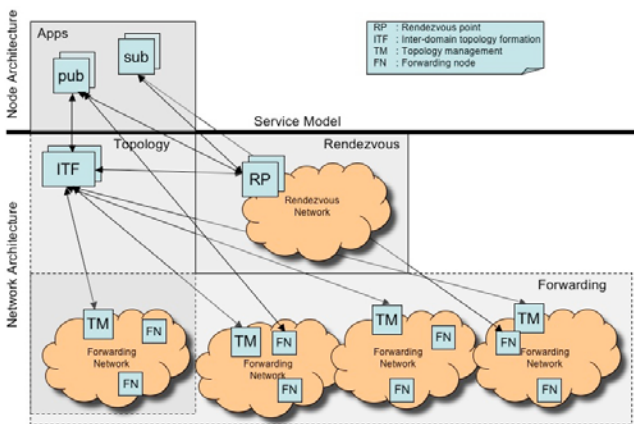 Apps
pub
sub
RP : Rendezvous point
ITF : Inter-domain topology formation
TM : Topology management
FN : Forwarding node
Node Architecture
Service Model
Topology
Rendezvous
ITF
RP
Rendezvous
Network
Network Architecture
Forwarding
TM
FN
Forwarding
Network
FN
TM
FN
Forwarding
Network
FN
TM
FN
Forwarding
Network
FN
TM
FN
Forwarding
Network
FN